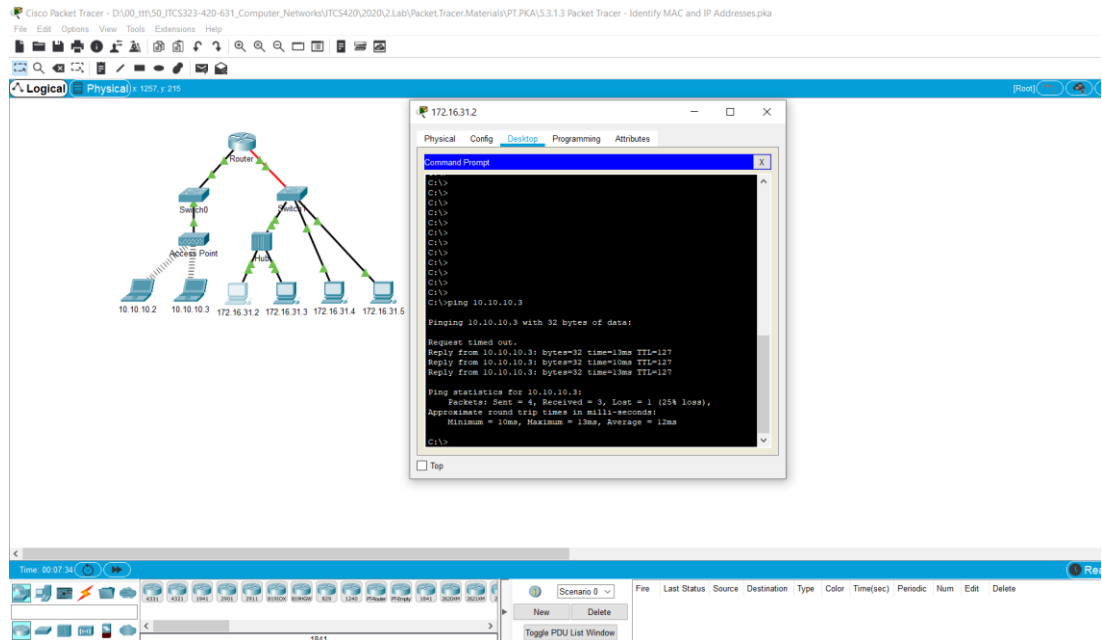 Cisco Packet Tracer - D:\00_ttt\50_ITCS323-420-631_Computer_Networks\ITCS420\2020\2.Lab\Packet.Tracer.Materials\PT.PKA\5.3.1.3 Packet Tracer - Identify MAC and IP Addresses.pka
File Edit Options View Tools Extensions Help
Logical Physical x: 1257, y: 215 [Root]
172.16.31.2
Physical Config Desktop Programming Attributes
Command Prompt X
C:\>
C:\>
C:\>
C:\>
C:\>
C:\>
C:\>
C:\>
C:\>
C:\>
C:\>
C:\>
C:\>ping 10.10.10.3
Pinging 10.10.10.3 with 32 bytes of data:
Request timed out.
Reply from 10.10.10.3: bytes=32 time=13ms TTL=127
Reply from 10.10.10.3: bytes=32 time=10ms TTL=127
Reply from 10.10.10.3: bytes=32 time=13ms TTL=127
Ping statistics for 10.10.10.3:
Packets: Sent = 4, Received = 3, Lost = 1 (25% loss),
Approximate round trip times in milli-seconds:
Minimum = 10ms, Maximum = 13ms, Average = 12ms
C:\>
Top
Router
Switch0
Access Point
Hub
10.10.10.2 10.10.10.3 172.16.31.2 172.16.31.3 172.16.31.4 172.16.31.5
Time: 00:07:34
4331 4321 1941 2901 2911 819IOX 819HGW 829 1240 PT-Router PT-Empty 1841 2620XM 2621XM
1841
Scenario 0
New Delete
Toggle PDU List Window
Fire Last Status Source Destination Type Color Time(sec) Periodic Num Edit Delete